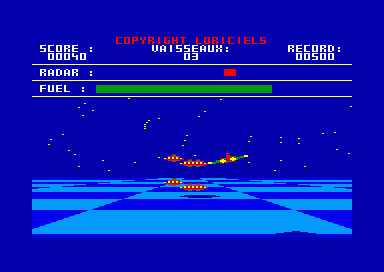 COPYRIGHT LORICIELS
SCORE : VAISSEAUX: RECORD:
00040 03 00500
RADAR :
FUEL :